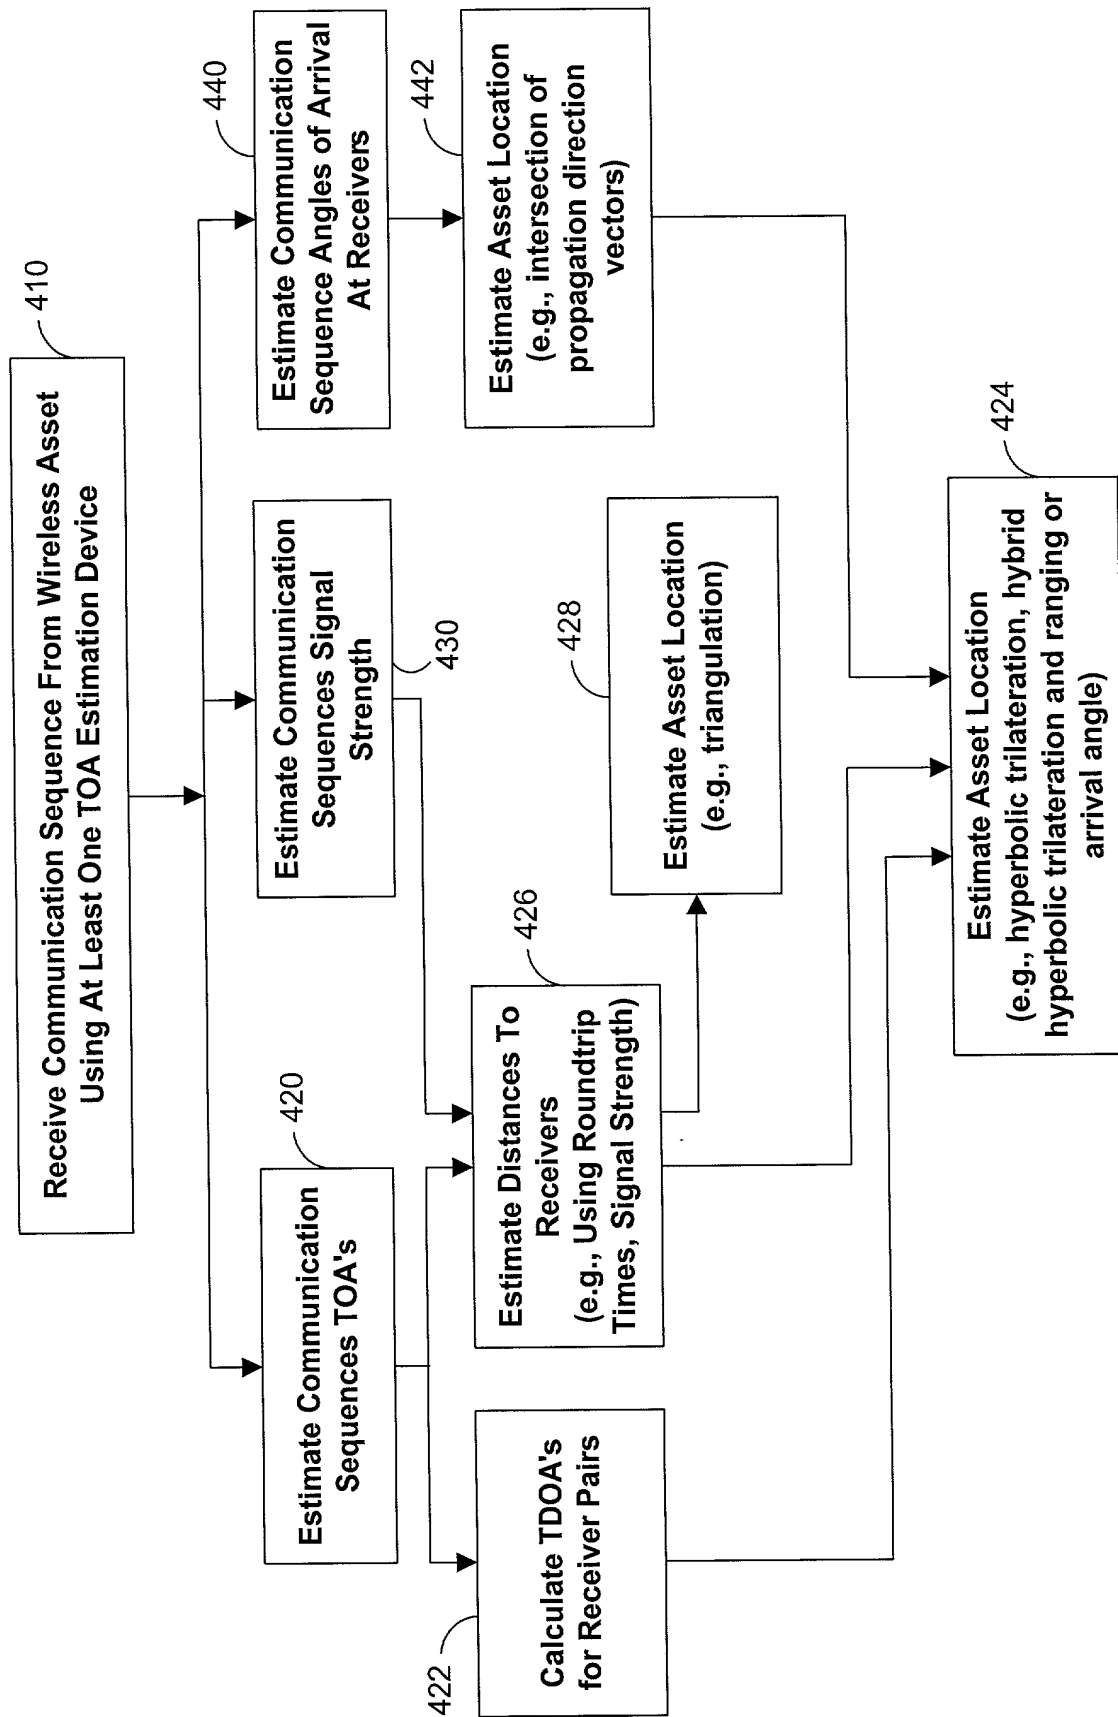 Receive Communication Sequence From Wireless Asset
Using At Least One TOA Estimation Device
410
Estimate Communication
Sequences TOA's
420
Estimate Communication
Sequences Signal
Strength
430
Estimate Communication
Sequence Angles of Arrival
At Receivers
440
Calculate TDOA's
for Receiver Pairs
422
Estimate Distances To
Receivers
(e.g., Using Roundtrip
Times, Signal Strength)
426
Estimate Asset Location
(e.g., triangulation)
428
Estimate Asset Location
(e.g., intersection of
propagation direction
vectors)
442
Estimate Asset Location
(e.g., hyperbolic trilateration, hybrid
hyperbolic trilateration and ranging or
arrival angle)
424